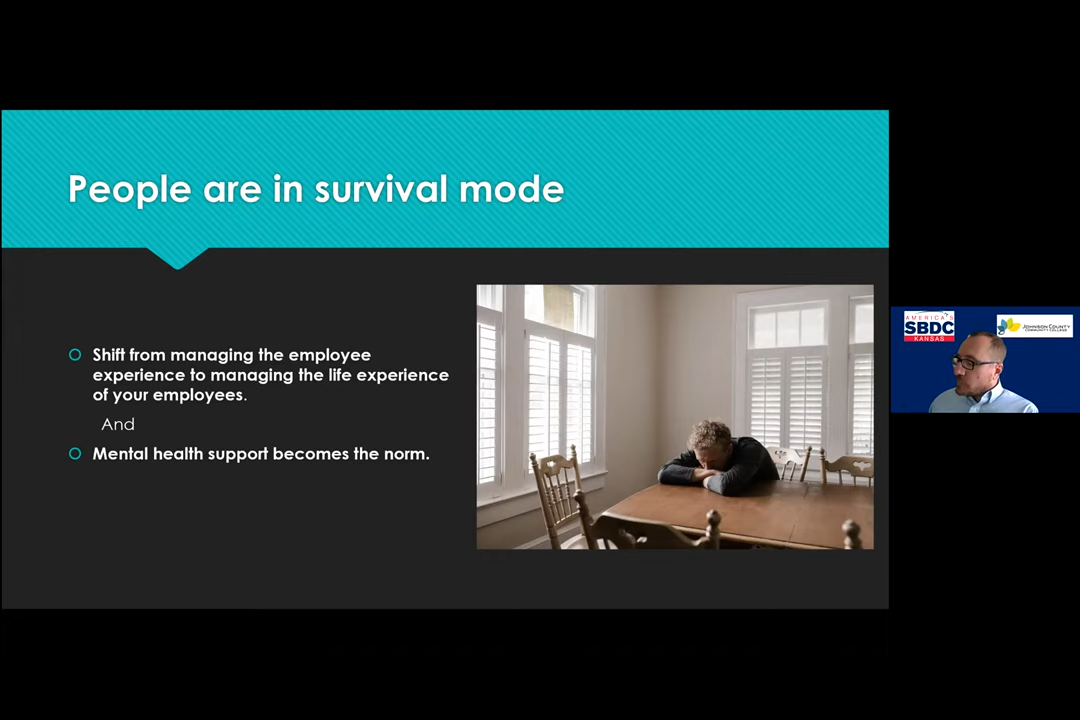 People are in survival mode
Shift from managing the employee
experience to managing the life experience
of your employees.
And
Mental health support becomes the norm.
AMERICA'S
SBDC
KANSAS
JOHNSON COUNTY
COMMUNITY COLLEGE